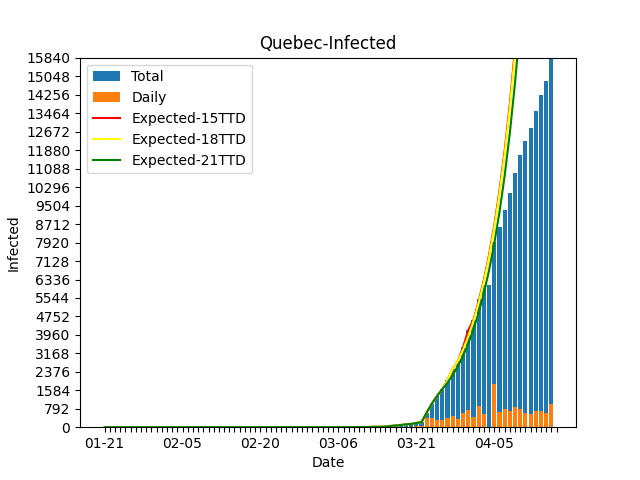 Quebec-Infected
15840
15048
14256
13464
12672
11880
11088
10296
9504
8712
7920
7128
6336
5544
4752
3960
3168
2376
1584
792
0
Infected
Total
Daily
Expected-15TTD
Expected-18TTD
Expected-21TTD
01-21 02-05 02-20 03-06 03-21 04-05
Date